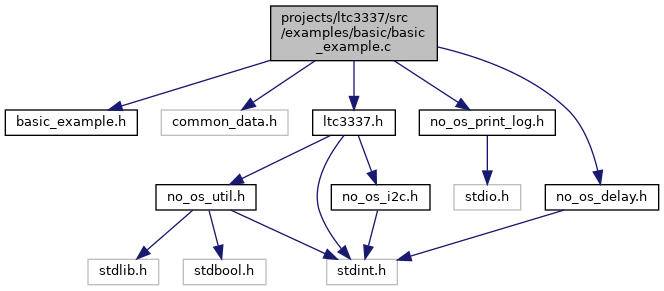 projects/ltc3337/src
/examples/basic/basic
_example.c
basic_example.h
common_data.h
ltc3337.h
no_os_print_log.h
no_os_util.h
no_os_i2c.h
stdio.h
no_os_delay.h
stdlib.h
stdbool.h
stdint.h